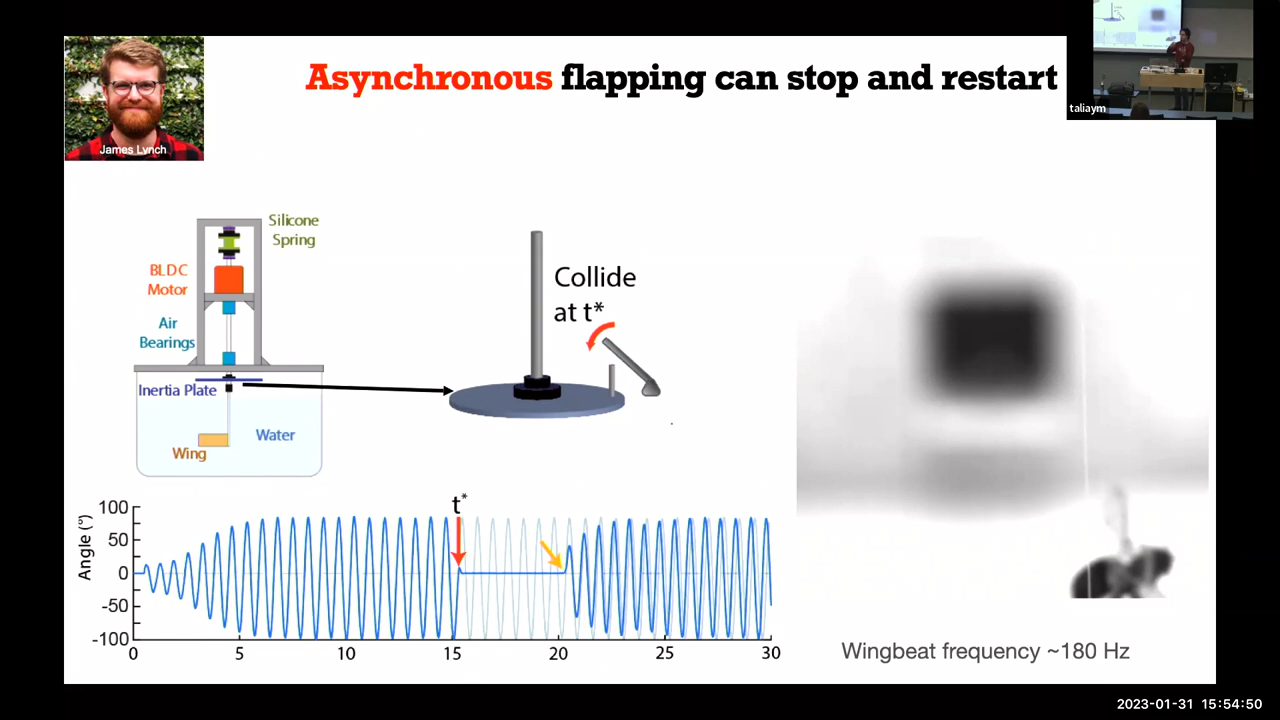 Asynchronous flapping can stop and restart
taliaym
James Lynch
Silicone
Spring
BLDC
Motor
Air
Bearings
Inertia Plate
Water
Wing
Collide
at t*
t*
Angle (°)
100
50
0
-50
-100
0 5 10 15 20 25 30
Wingbeat frequency ~180 Hz
2023-01-31 15:54:50